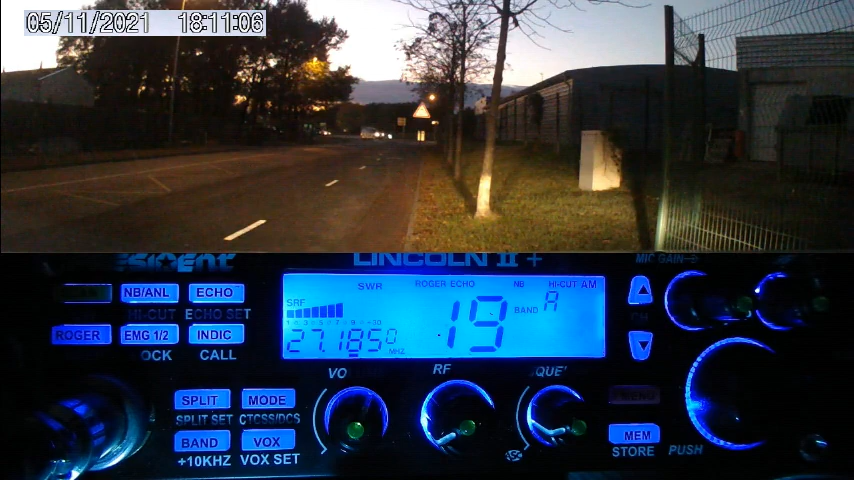 05/11/2021 18:11:06
LINCOLN II +
MIC GAIN
NB/ANL ECHO
HI-CUT ECHO SET
ROGER EMG 1/2 INDIC
CALL
SWR ROGER ECHO NB HI-CUT AM
SRF
19 BAND A
27.1850 MHZ
CH
SPLIT MODE
SPLIT SET CTCSS/DCS
BAND VOX
+10KHZ VOX SET
RF
MEM
STORE PUSH